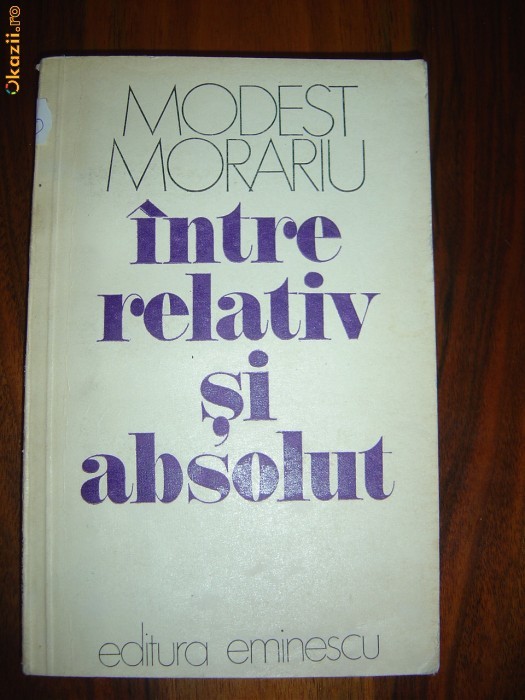 Okazii.ro
MODEST
MORARIU
între
relativ
și
absolut
editura eminescu